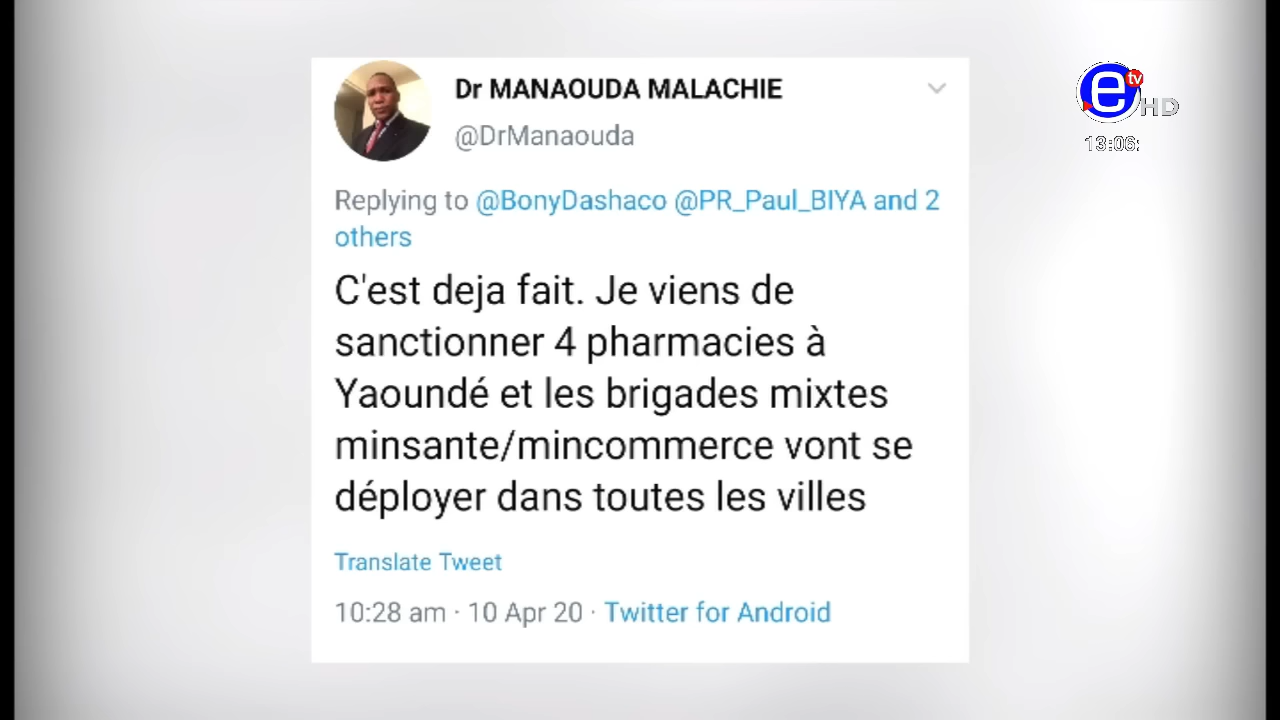 Dr MANAOUDA MALACHIE
@DrManaouda
Replying to @BonyDashaco @PR_Paul_BIYA and 2
others
C'est deja fait. Je viens de
sanctionner 4 pharmacies à
Yaoundé et les brigades mixtes
minsante/mincommerce vont se
déployer dans toutes les villes
Translate Tweet
10:28 am · 10 Apr 20 · Twitter for Android
e tv
HD
13:06: